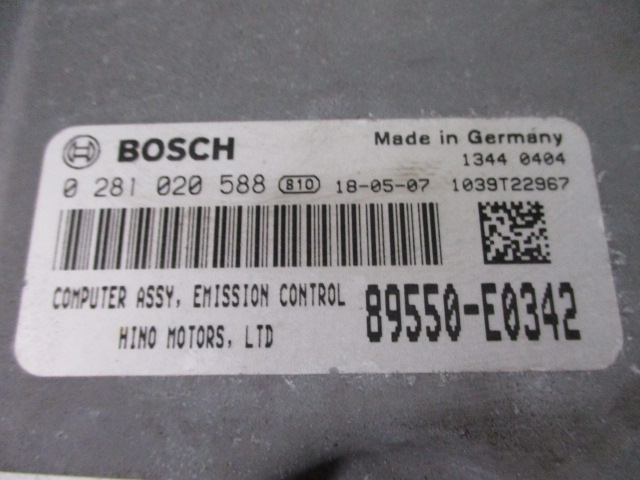 BOSCH Made in Germany
1344 0404
0 281 020 588 810 18-05-07 1039T22967
COMPUTER ASSY, EMISSION CONTROL 89550-E0342
HINO MOTORS, LTD